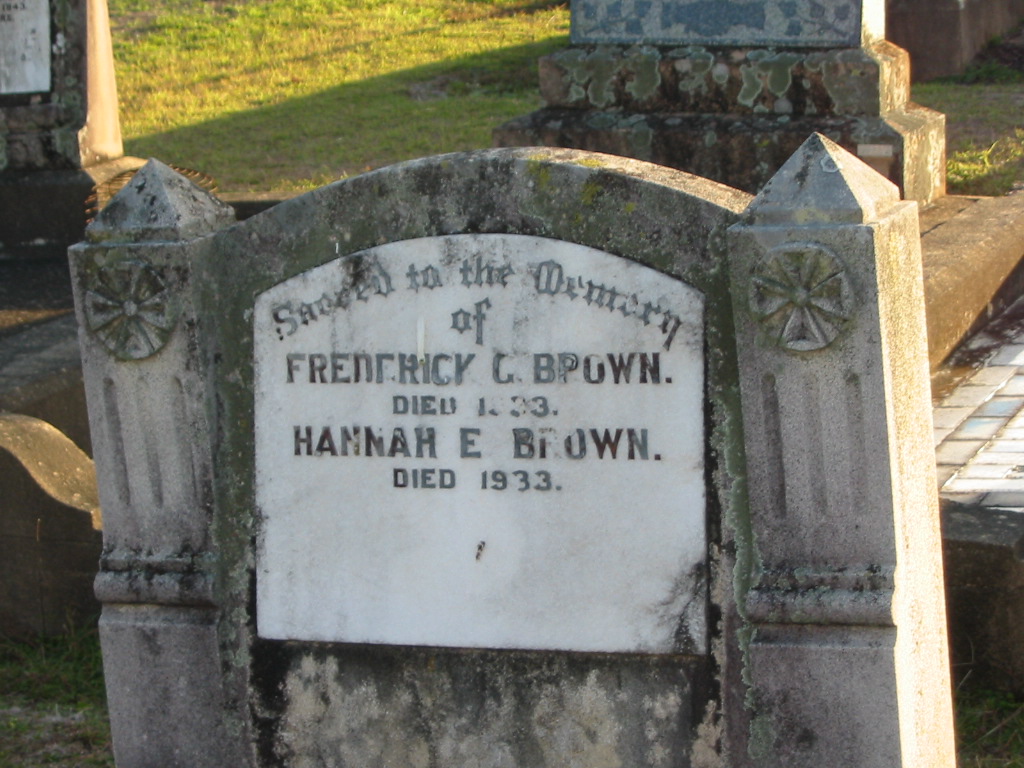 Sacred to the Memory
of
FREDERICK G. BROWN.
DIED
HANNAH E BROWN.
DIED 1933.